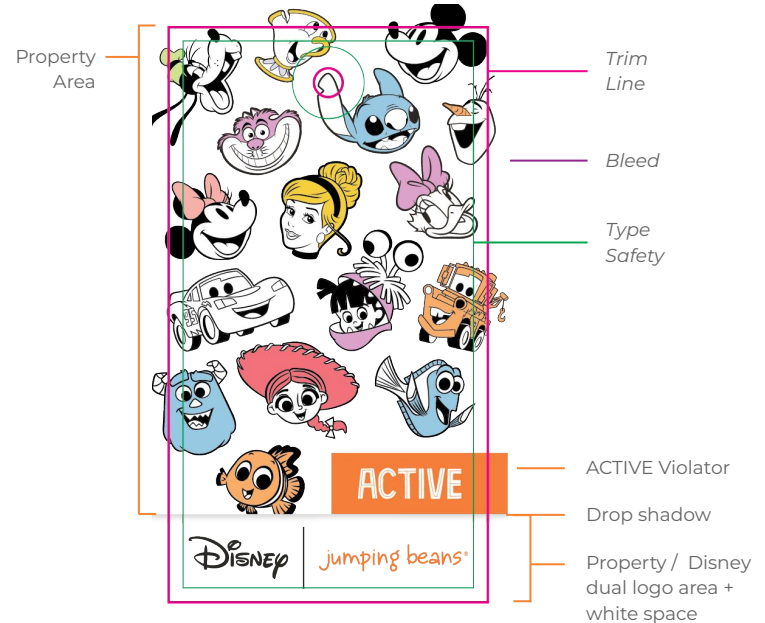 Property
Area
Trim
Line
Bleed
Type
Safety
95
ACTIVE
ACTIVE Violator
Drop shadow
Property / Disney
dual logo area +
white space
Disney
jumping beans®